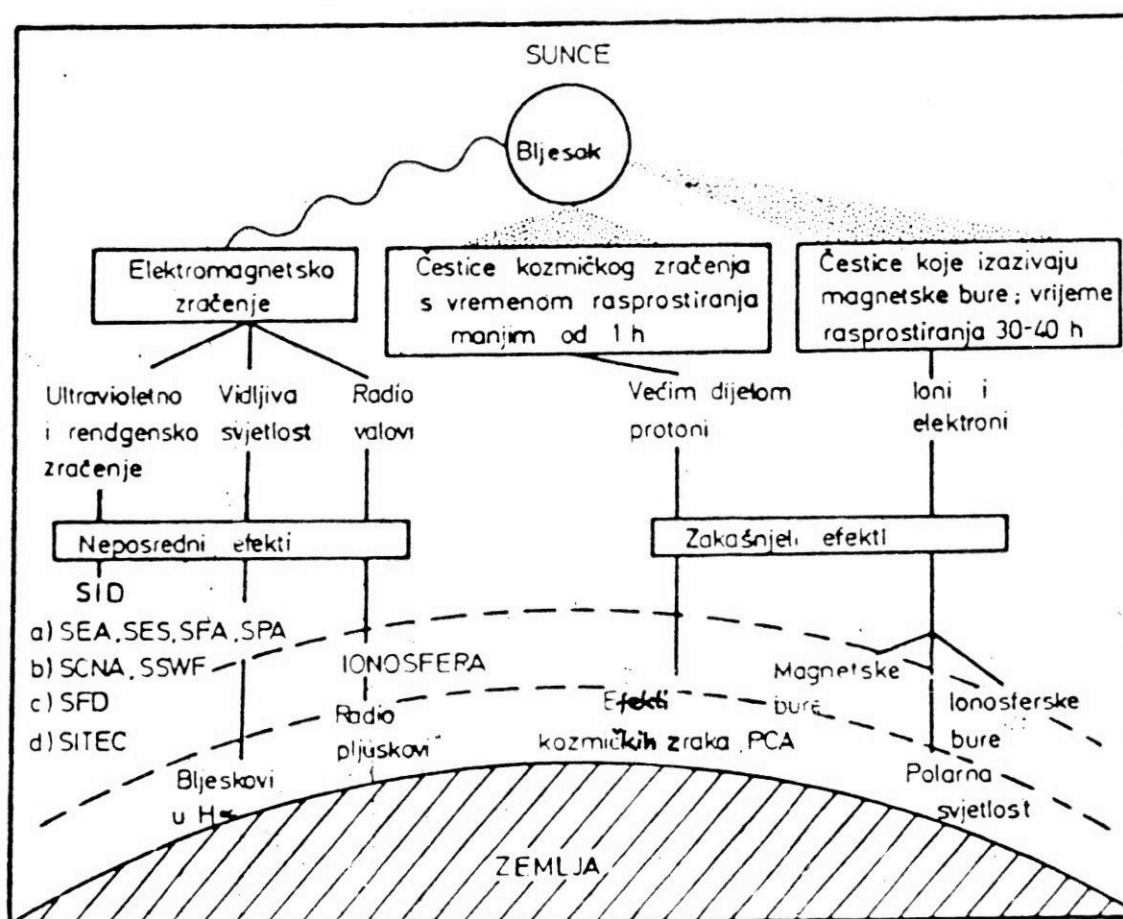 SUNCE
Bljesak
Elektromagnetsko
zračenje
Čestice kozmičkog zračenja
s vremenom rasprostiranja
manjim od 1 h
Čestice koje izazivaju
magnetske bure; vrijeme
rasprostiranja 30-40 h
Ultravioletno
i rendgensko
zračenje
Vidljiva
svjetlost
Radio
valovi
Većim dijelom
protoni
Ioni i
elektroni
Neposredni efekti
Zakašnjeli efekti
SID
a) SEA, SES, SFA, SPA
b) SCNA, SSWF
c) SFD
d) SITEC
IONOSFERA
Bljeskovi
u Hα
Radio
pljuskovi
Efekti
kozmičkih zraka, PCA
Magnetske
bure
Polarna
svjetlost
Ionosferske
bure
ZEMLJA